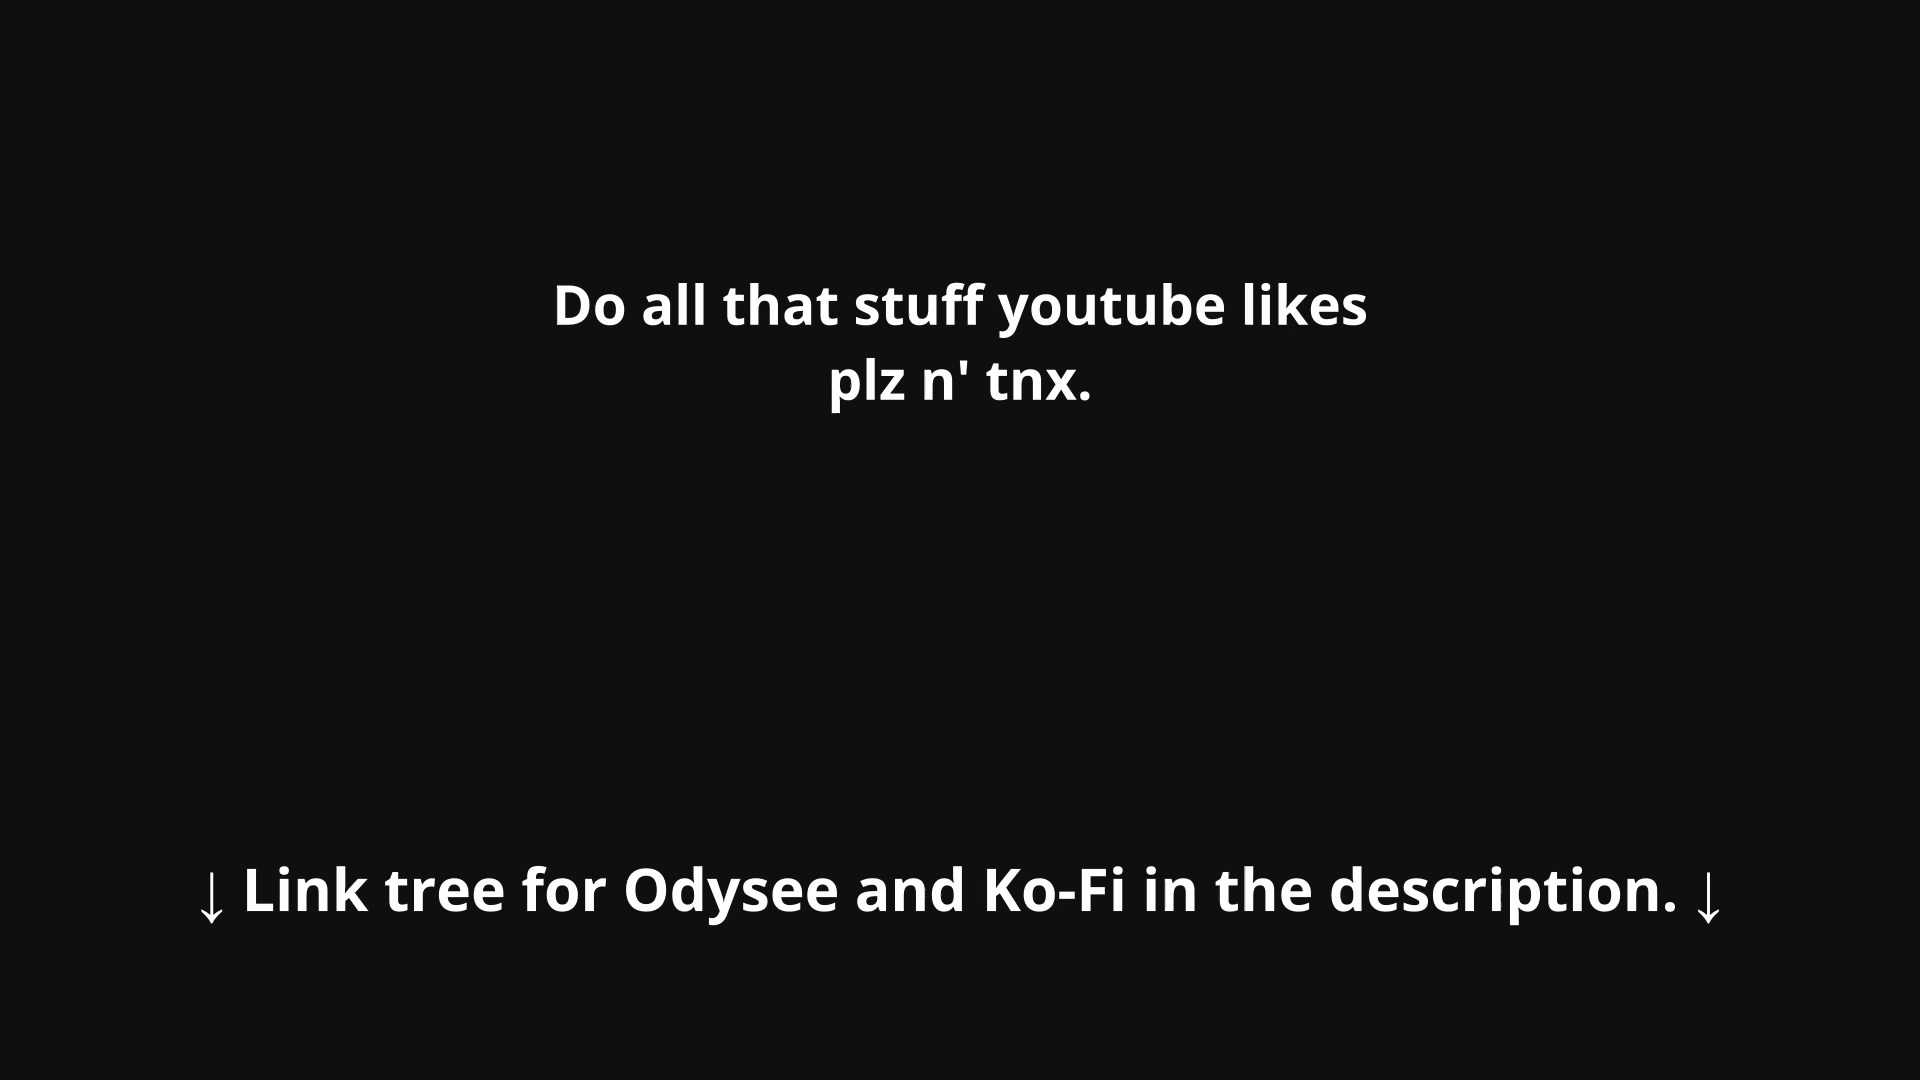 Do all that stuff youtube likes
plz n' tnx.
↓ Link tree for Odysee and Ko-Fi in the description. ↓